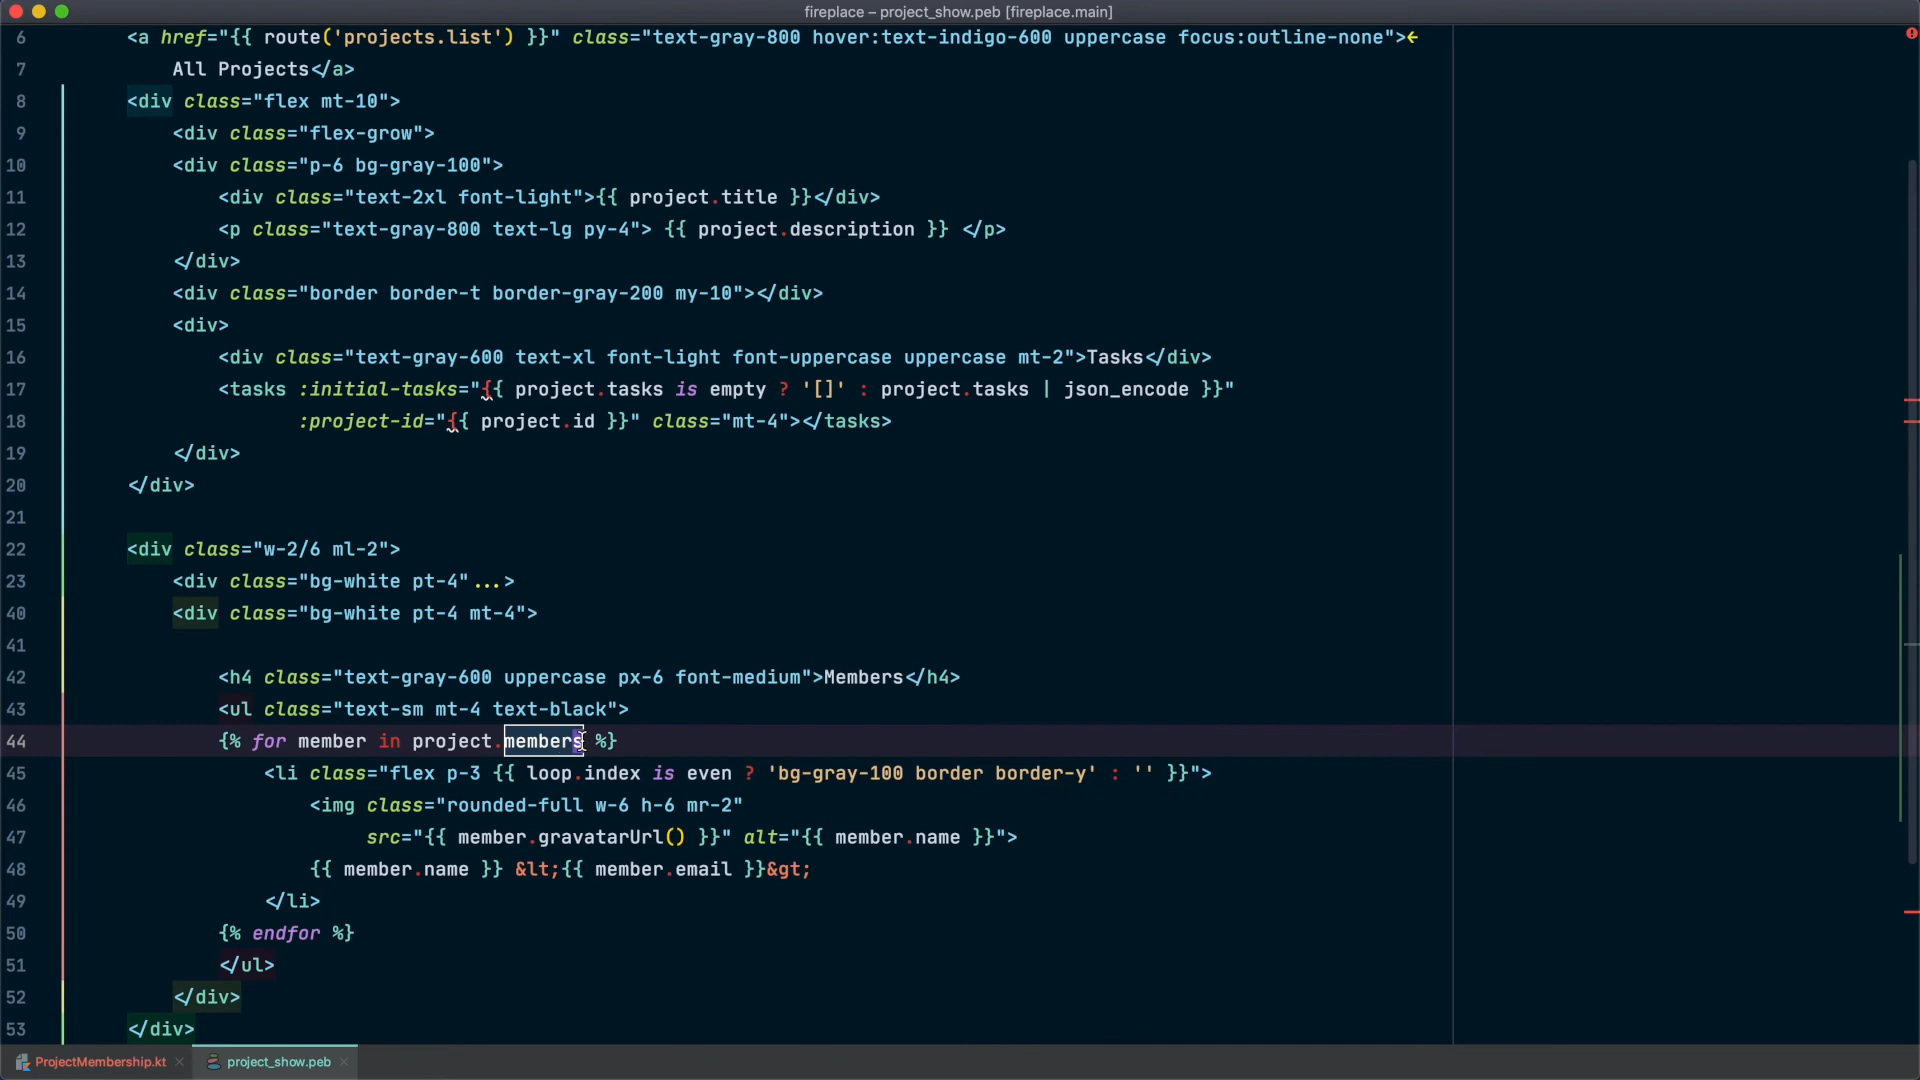 fireplace – project_show.peb [fireplace.main]
6 <a href="{{ route('projects.list') }}" class="text-gray-800 hover:text-indigo-600 uppercase focus:outline-none">←
7 All Projects</a>
8 <div class="flex mt-10">
9 <div class="flex-grow">
10 <div class="p-6 bg-gray-100">
11 <div class="text-2xl font-light">{{ project.title }}</div>
12 <p class="text-gray-800 text-lg py-4"> {{ project.description }} </p>
13 </div>
14 <div class="border border-t border-gray-200 my-10"></div>
15 <div>
16 <div class="text-gray-600 text-xl font-light font-uppercase uppercase mt-2">Tasks</div>
17 <tasks :initial-tasks="{{ project.tasks is empty ? '[]' : project.tasks | json_encode }}"
18 :project-id="{{ project.id }}" class="mt-4"></tasks>
19 </div>
20 </div>
21
22 <div class="w-2/6 ml-2">
23 <div class="bg-white pt-4"...>
40 <div class="bg-white pt-4 mt-4">
41
42 <h4 class="text-gray-600 uppercase px-6 font-medium">Members</h4>
43 <ul class="text-sm mt-4 text-black">
44 {% for member in project.members %}
45 <li class="flex p-3 {{ loop.index is even ? 'bg-gray-100 border border-y' : '' }}">
46 <img class="rounded-full w-6 h-6 mr-2"
47 src="{{ member.gravatarUrl() }}" alt="{{ member.name }}">
48 {{ member.name }} &lt;{{ member.email }}&gt;
49 </li>
50 {% endfor %}
51 </ul>
52 </div>
53 </div>
ProjectMembership.kt × project_show.peb ×